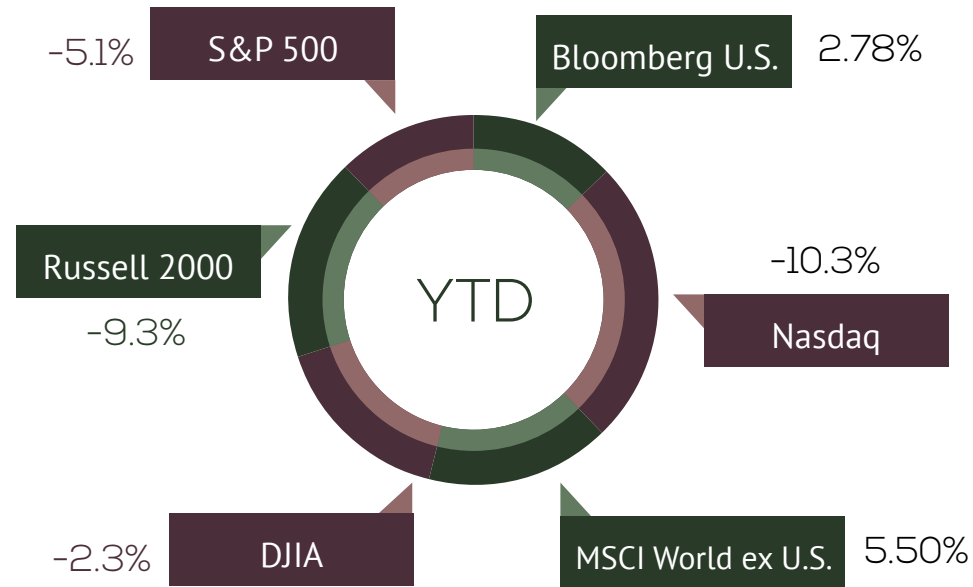 -5.1%
S&P 500
Bloomberg U.S.
2.78%
Russell 2000
-9.3%
YTD
-10.3%
Nasdaq
-2.3%
DJIA
MSCI World ex U.S.
5.50%